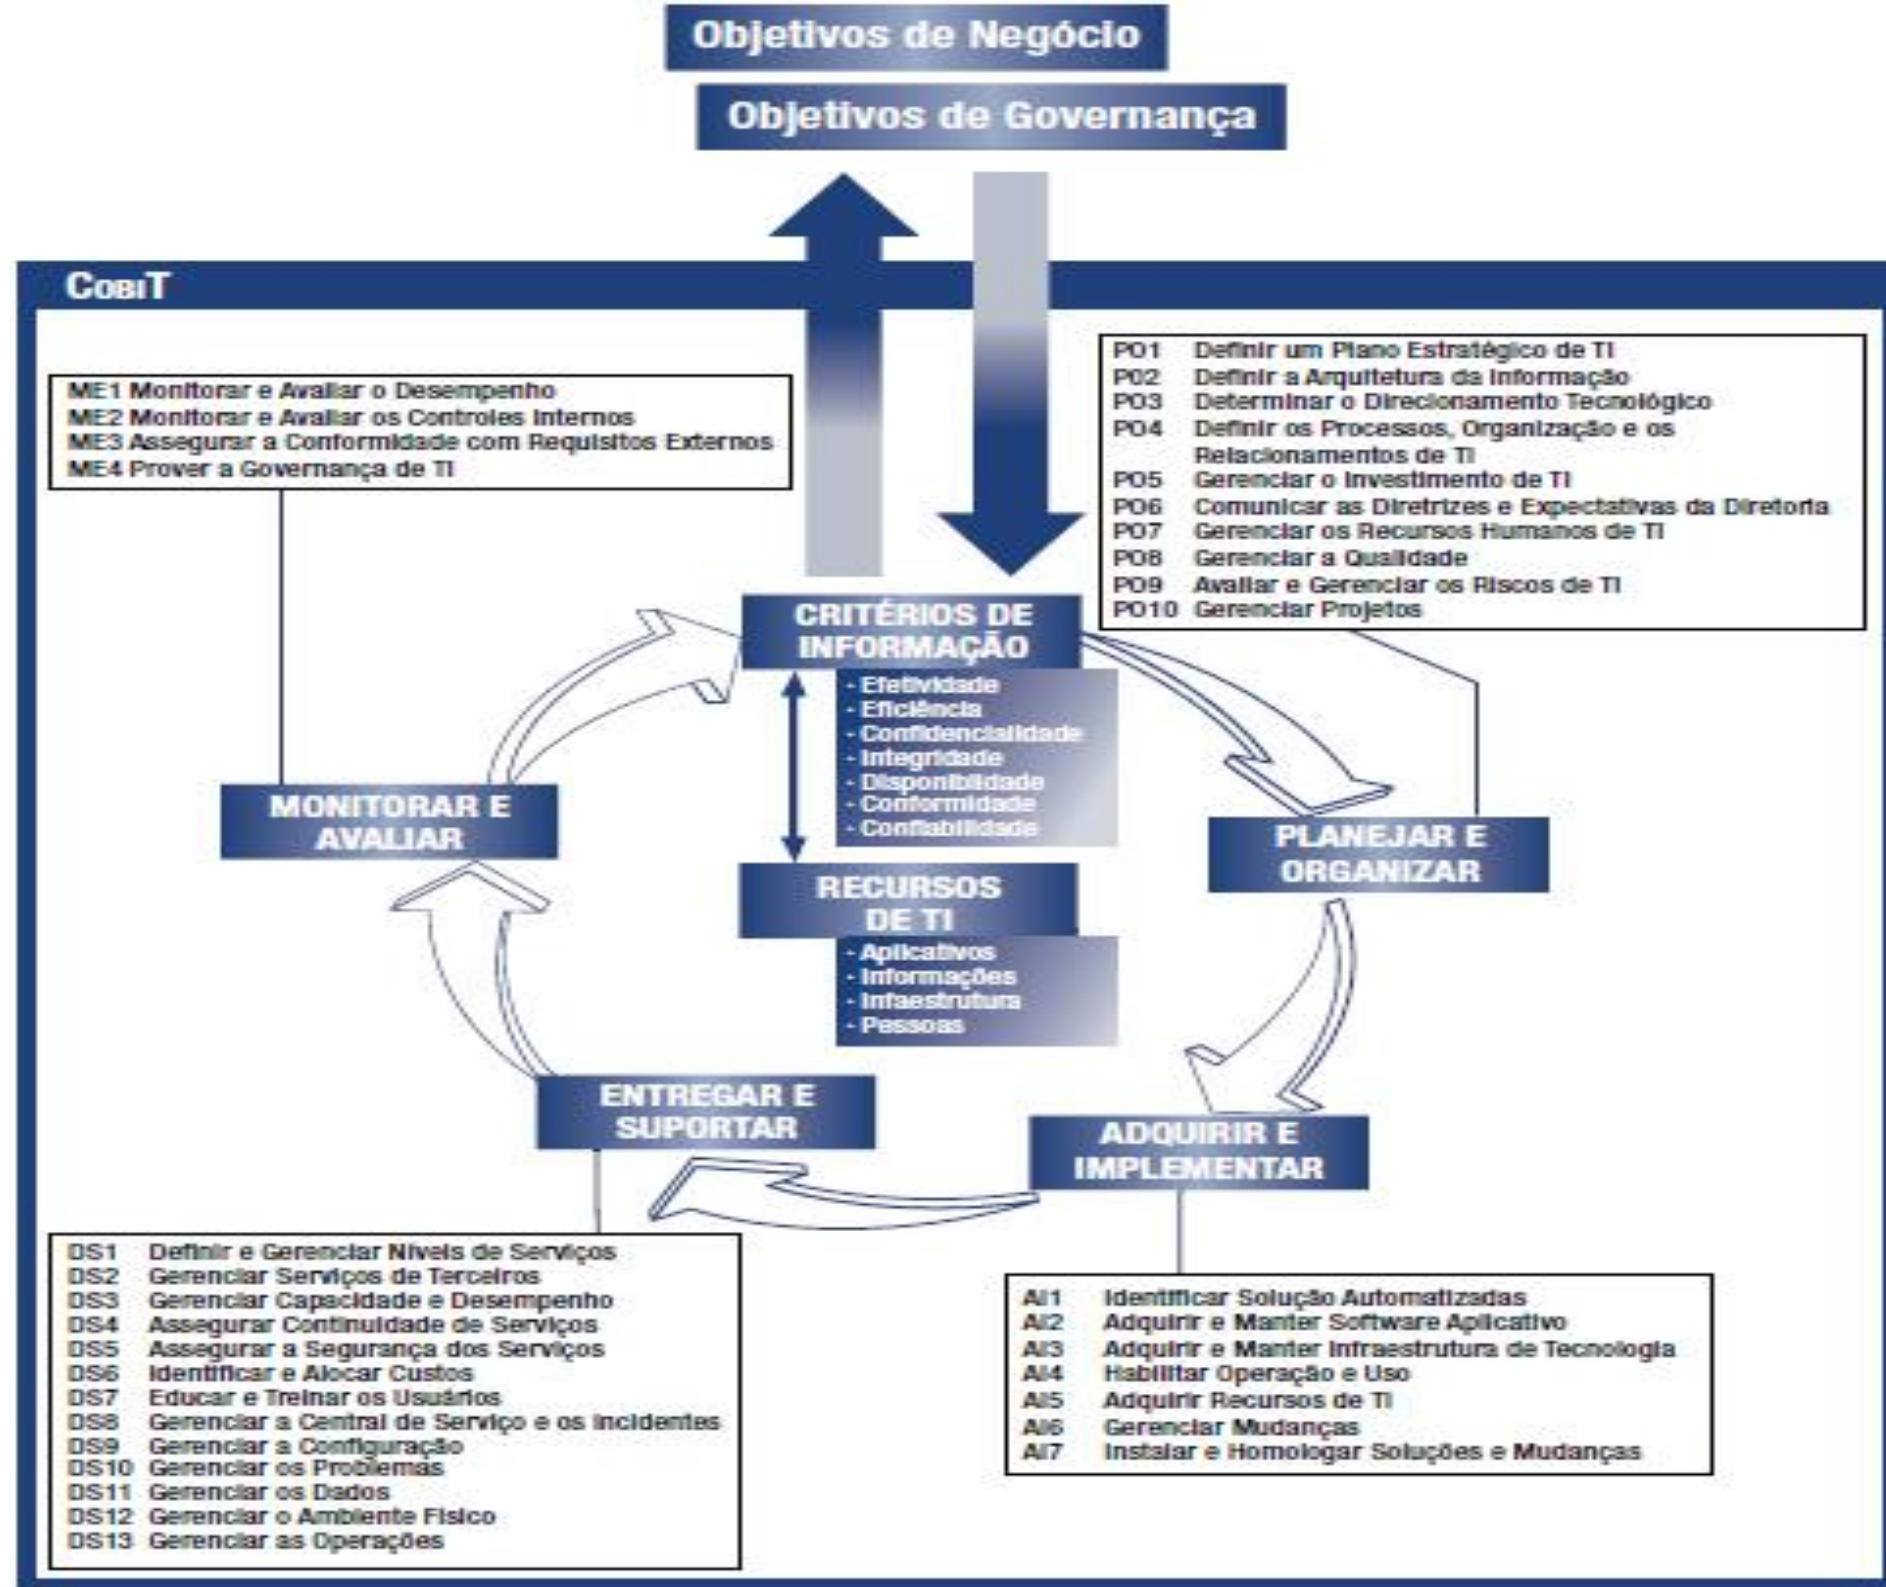 Objetivos de Negócio
Objetivos de Governança
COBIT
ME1 Monitorar e Avaliar o Desempenho
ME2 Monitorar e Avaliar os Controles Internos
ME3 Assegurar a Conformidade com Requisitos Externos
ME4 Prover a Governança de TI
PO1 Definir um Plano Estratégico de TI
PO2 Definir a Arquitetura da Informação
PO3 Determinar o Direcionamento Tecnológico
PO4 Definir os Processos, Organização e os
Relacionamentos de TI
PO5 Gerenciar o Investimento de TI
PO6 Comunicar as Diretrizes e Expectativas da Diretoria
PO7 Gerenciar os Recursos Humanos de TI
PO8 Gerenciar a Qualidade
PO9 Avaliar e Gerenciar os Riscos de TI
PO10 Gerenciar Projetos
CRITÉRIOS DE
INFORMAÇÃO
- Efetividade
- Eficiência
- Confidencialidade
- Integridade
- Disponiblidade
- Conformidade
- Confiabilidade
MONITORAR E
AVALIAR
PLANEJAR E
ORGANIZAR
RECURSOS
DE TI
- Aplicativos
- Informações
- Infaestrutura
- Pessoas
ENTREGAR E
SUPORTAR
ADQUIRIR E
IMPLEMENTAR
DS1 Definir e Gerenciar Níveis de Serviços
DS2 Gerenciar Serviços de Terceiros
DS3 Gerenciar Capacidade e Desempenho
DS4 Assegurar Continuidade de Serviços
DS5 Assegurar a Segurança dos Serviços
DS6 Identificar e Alocar Custos
DS7 Educar e Treinar os Usuários
DS8 Gerenciar a Central de Serviço e os Incidentes
DS9 Gerenciar a Configuração
DS10 Gerenciar os Problemas
DS11 Gerenciar os Dados
DS12 Gerenciar o Ambiente Físico
DS13 Gerenciar as Operações
AI1 Identificar Solução Automatizadas
AI2 Adquirir e Manter Software Aplicativo
AI3 Adquirir e Manter Infraestrutura de Tecnologia
AI4 Habilitar Operação e Uso
AI5 Adquirir Recursos de TI
AI6 Gerenciar Mudanças
AI7 Instalar e Homologar Soluções e Mudanças